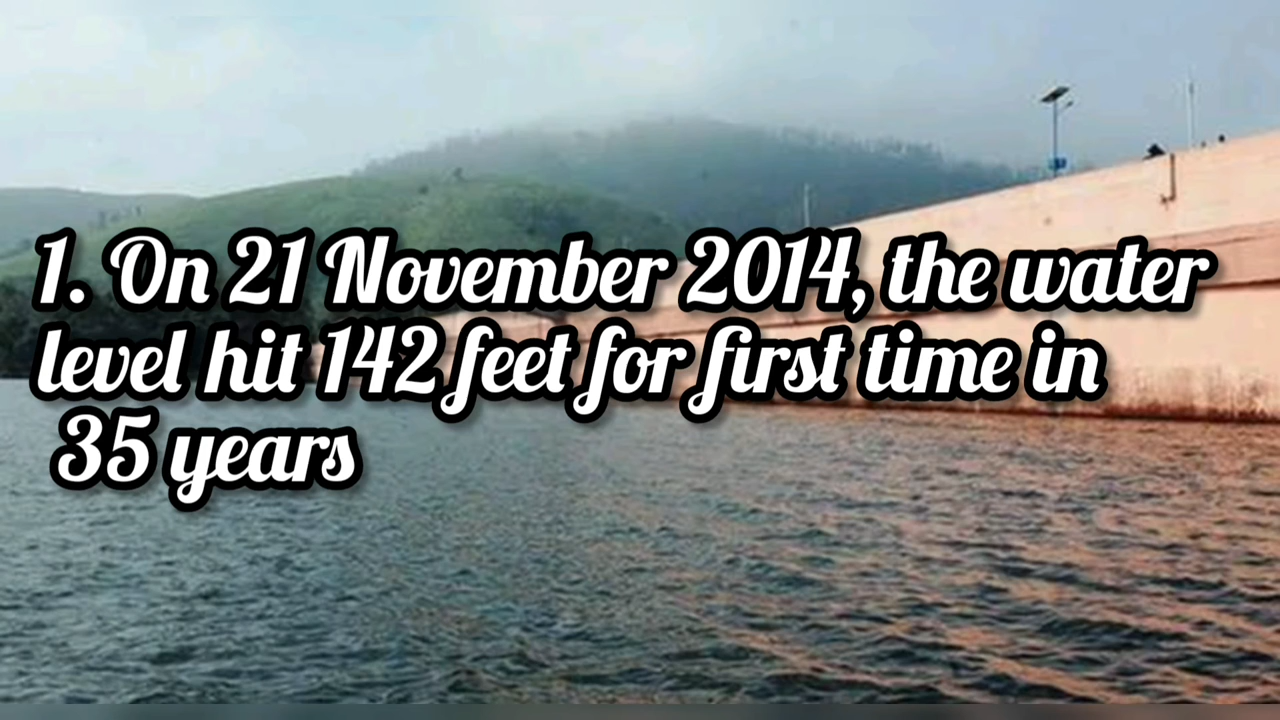 1. On 21 November 2014, the water
level hit 142 feet for first time in
35 years